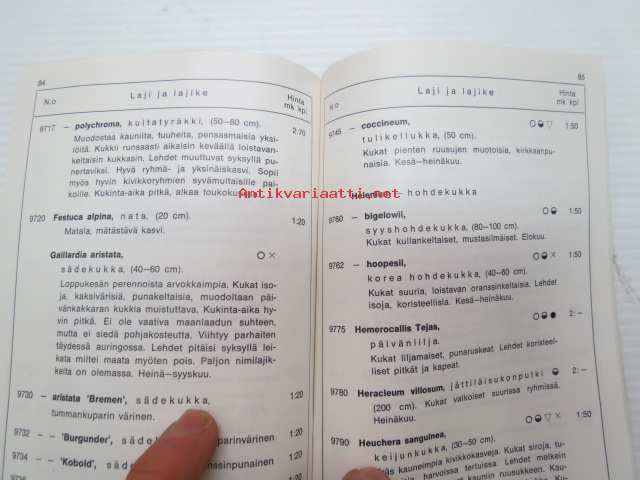 84
N:o
Laji ja lajike
Hinta
mk kpl
9717 — polychroma, kultatyräkki, (50—60 cm). 2:70
Muodostaa kauniita, tuuheita, pensasmaisia yksi-
löitä. Kukkii runsaasti aikaisin keväällä loistavan-
keltaisin kukkasin. Lehdet muuttuvat syksyllä pu-
nertaviksi. Hyvä ryhmä- ja yksinäiskasvi. Sopii
myös hyvin kivikkoryhmien syvämultaisille pai-
koille. Kukinta-aika pitkä, alkaa toukokuu
9720 Festuca alpina, nata, (20 cm). 1:20
Matala, mätästävä kasvi.
Gaillardia aristata, ○ ×
sädekukka, (40—60 cm).
Loppukesän perennoista arvokkaimpia. Kukat iso-
ja, kaksivärisiä, punakeltaisia, muodoltaan päi-
vänkakkaran kukkia muistuttava. Kukinta-aika hy-
vin pitkä. Ei ole vaativa maanlaadun suhteen,
mutta ei siedä pohjakosteutta. Viihtyy parhaiten
täydessä auringossa. Lehdet pitäisi syksyllä lei-
kata miltei maata myöten pois. Paljon nimilajik-
keita on olemassa. Heinä—syyskuu.
9730 — aristata 'Bremen', sädekukka, 1:20
tummankuparin värinen.
9732 — — 'Burgunder', säd parinvärinen 1:20
9734 — — 'Kobold', säde ssinpunainen 1:20
85
N:o
Laji ja lajike
Hinta
mk kpl
9745 — coccineum, ○ ◒ ▽ 1:50
tulikellukka, (50 cm).
Kukat pienten ruusujen muotoisia, kirkkaanpu-
naisia. Kesä—heinäkuu.
hohdekukka
9760 — bigelowii, ○ ◒ 1:50
syyshohdekukka, (80—100 cm).
Kukat kullankeltaiset, mustasilmäiset. Elokuu.
9762 — hoopesii, ○ ◒ × 1:50
korea hohdekukka, (40—60 cm).
Kukat suuria, loistavan oranssinkeltaisia. Lehdet
isoja, koristeellisia. Kesä—heinäkuu.
9775 Hemerocallis Tejas, ○ ◒ ● 2:—
päivänlilja.
Kukat liljamaiset, punaruskeat. Lehdet koristeel-
liset pitkät ja kapeat.
9780 Heracleum villosum, jättiläisukonputki ◒ 2:—
(200 cm). Kukat valkoiset suurissa ryhmissä.
Heinäkuu.
9790 Heuchera sanguinea, ○ ◒ ▽ × 1:50
keijunkukka, (30—50 cm).
kauneimpia kivikkokasveja. Kukat siroja, tu-
harvoissa tertuissa. Lehdet melkein
kauniin ruusukkeen. Kau-
Antikvariaatti.net